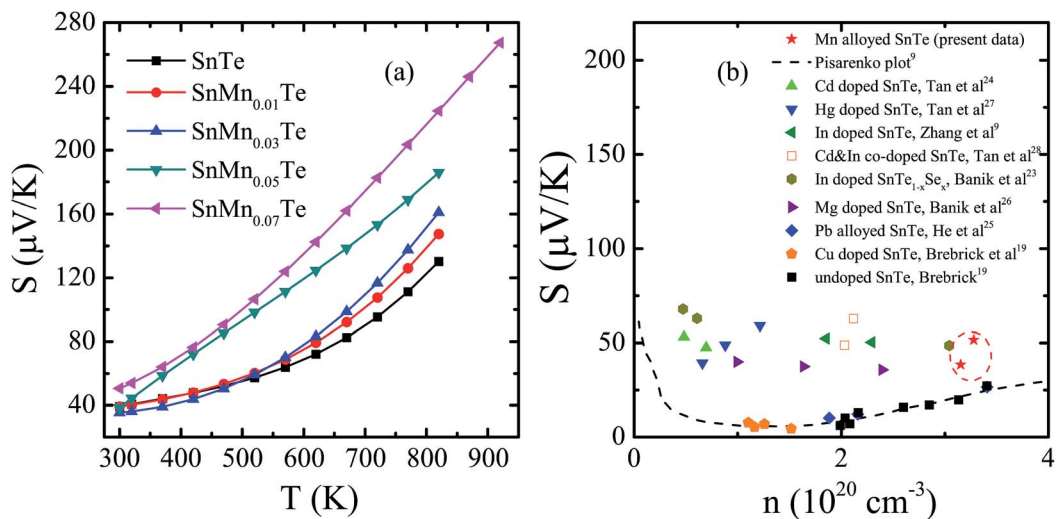 280
240
200
160
120
80
40
S (μV/K)
300 400 500 600 700 800 900
T (K)
(a)
SnTe
SnMn0.01Te
SnMn0.03Te
SnMn0.05Te
SnMn0.07Te
200
150
100
50
0
S (μV/K)
0 2 4
n (10²⁰ cm⁻³)
(b)
Mn alloyed SnTe (present data)
Pisarenko plot⁹
Cd doped SnTe, Tan et al²⁴
Hg doped SnTe, Tan et al²⁷
In doped SnTe, Zhang et al⁹
Cd&In co-doped SnTe, Tan et al²⁸
In doped SnTe1-xSex, Banik et al²³
Mg doped SnTe, Banik et al²⁶
Pb alloyed SnTe, He et al²⁵
Cu doped SnTe, Brebrick et al¹⁹
undoped SnTe, Brebrick¹⁹